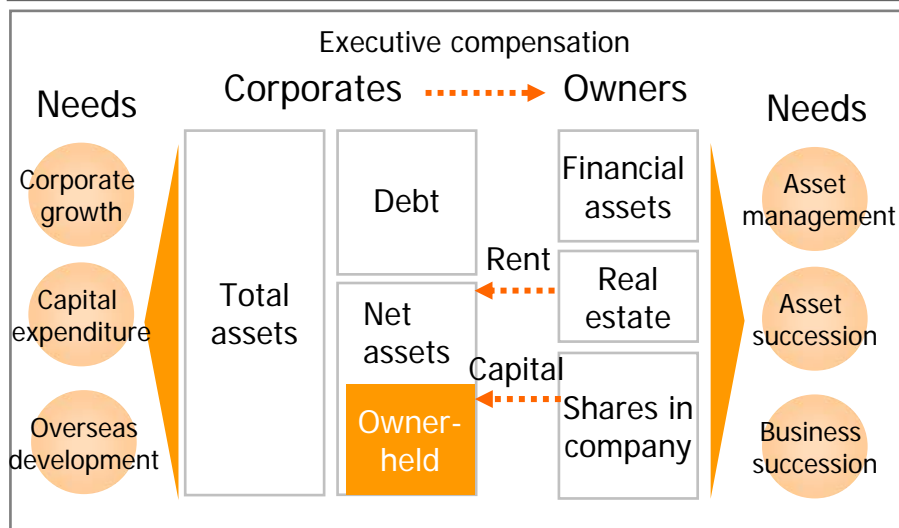 Executive compensation
Corporates
Owners
Needs
Needs
Corporate
growth
Capital
expenditure
Overseas
development
Total
assets
Debt
Net
assets
Owner-
held
Rent
Capital
Financial
assets
Real
estate
Shares in
company
Asset
management
Asset
succession
Business
succession